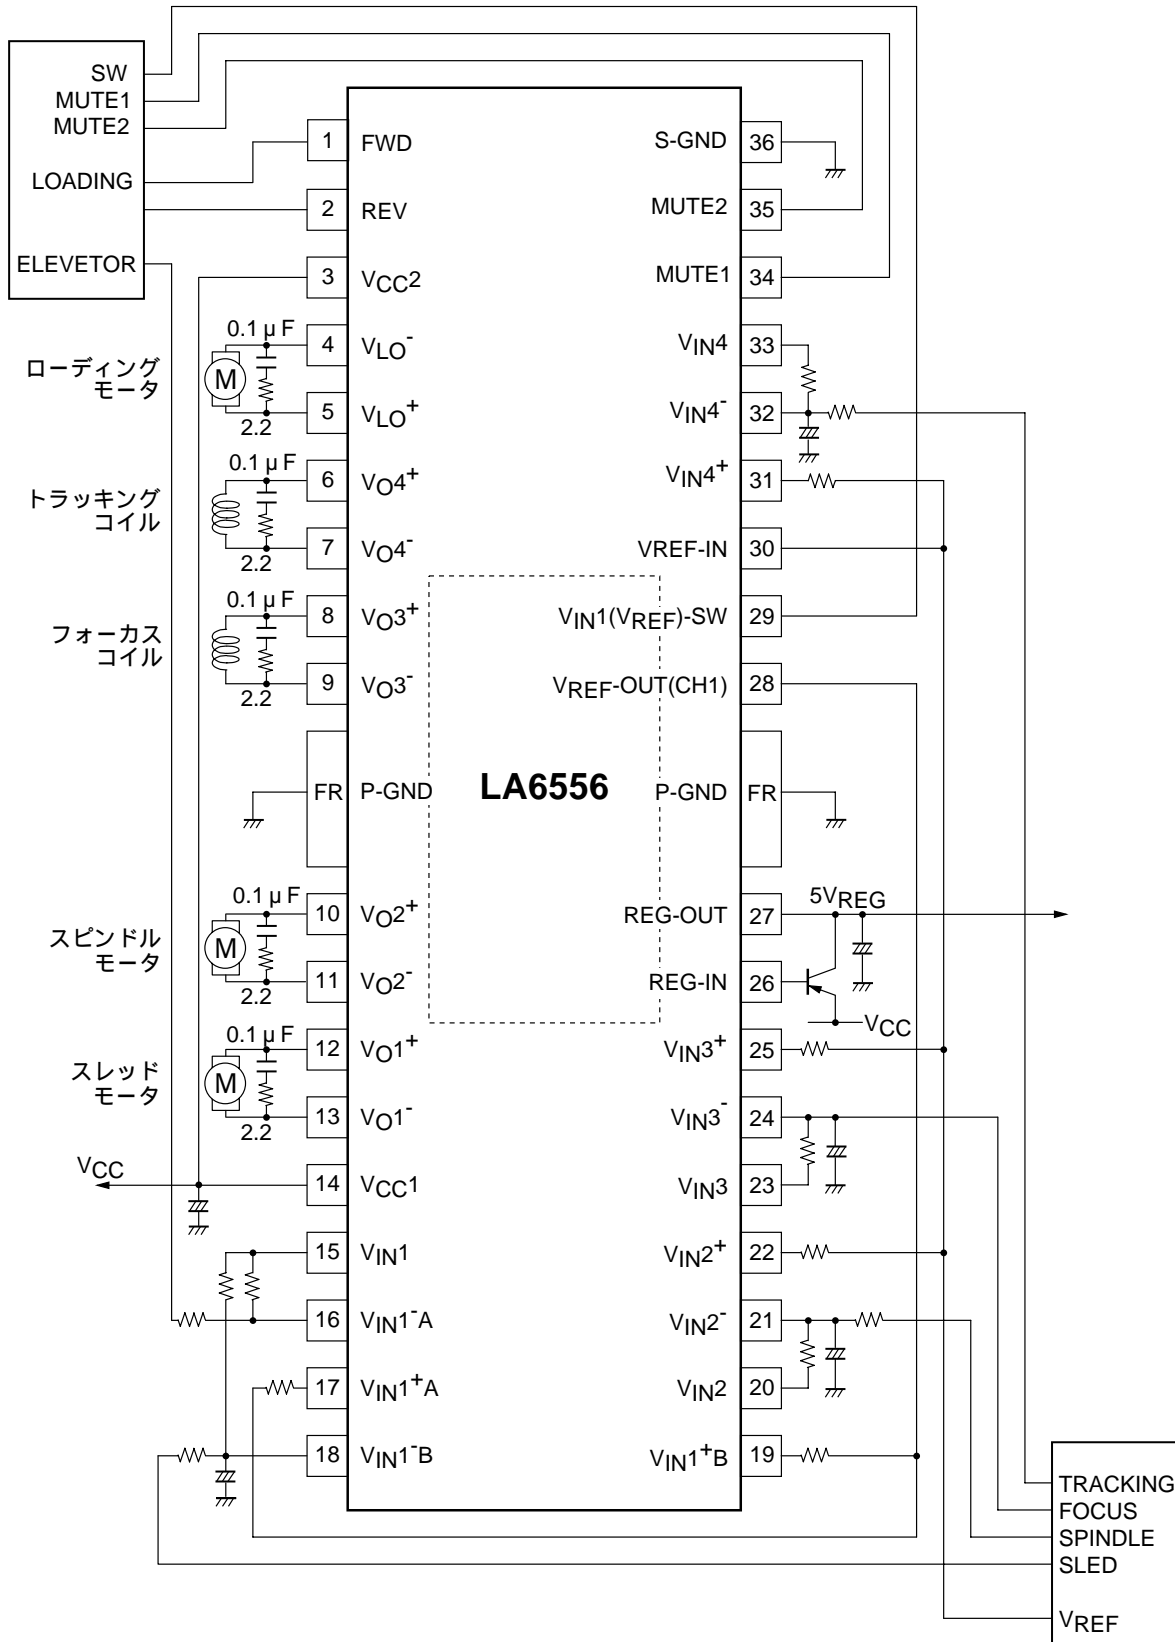 SW
MUTE1
MUTE2
LOADING
ELEVETOR
1 FWD
2 REV
3 VCC2
4 VLO-
5 VLO+
6 VO4+
7 VO4-
8 VO3+
9 VO3-
FR P-GND
10 VO2+
11 VO2-
12 VO1+
13 VO1-
14 VCC1
15 VIN1
16 VIN1-A
17 VIN1+A
18 VIN1-B
0.1 µF
ローディング
モータ
M
2.2
0.1 µF
トラッキング
コイル
2.2
0.1 µF
フォーカス
コイル
2.2
0.1 µF
スピンドル
モータ
M
2.2
0.1 µF
スレッド
モータ
M
2.2
VCC
LA6556
S-GND 36
MUTE2 35
MUTE1 34
VIN4 33
VIN4- 32
VIN4+ 31
VREF-IN 30
VIN1(VREF)-SW 29
VREF-OUT(CH1) 28
P-GND FR
REG-OUT 27
REG-IN 26
VIN3+ 25
VIN3- 24
VIN3 23
VIN2+ 22
VIN2- 21
VIN2 20
VIN1+B 19
5VREG
VCC
TRACKING
FOCUS
SPINDLE
SLED
VREF